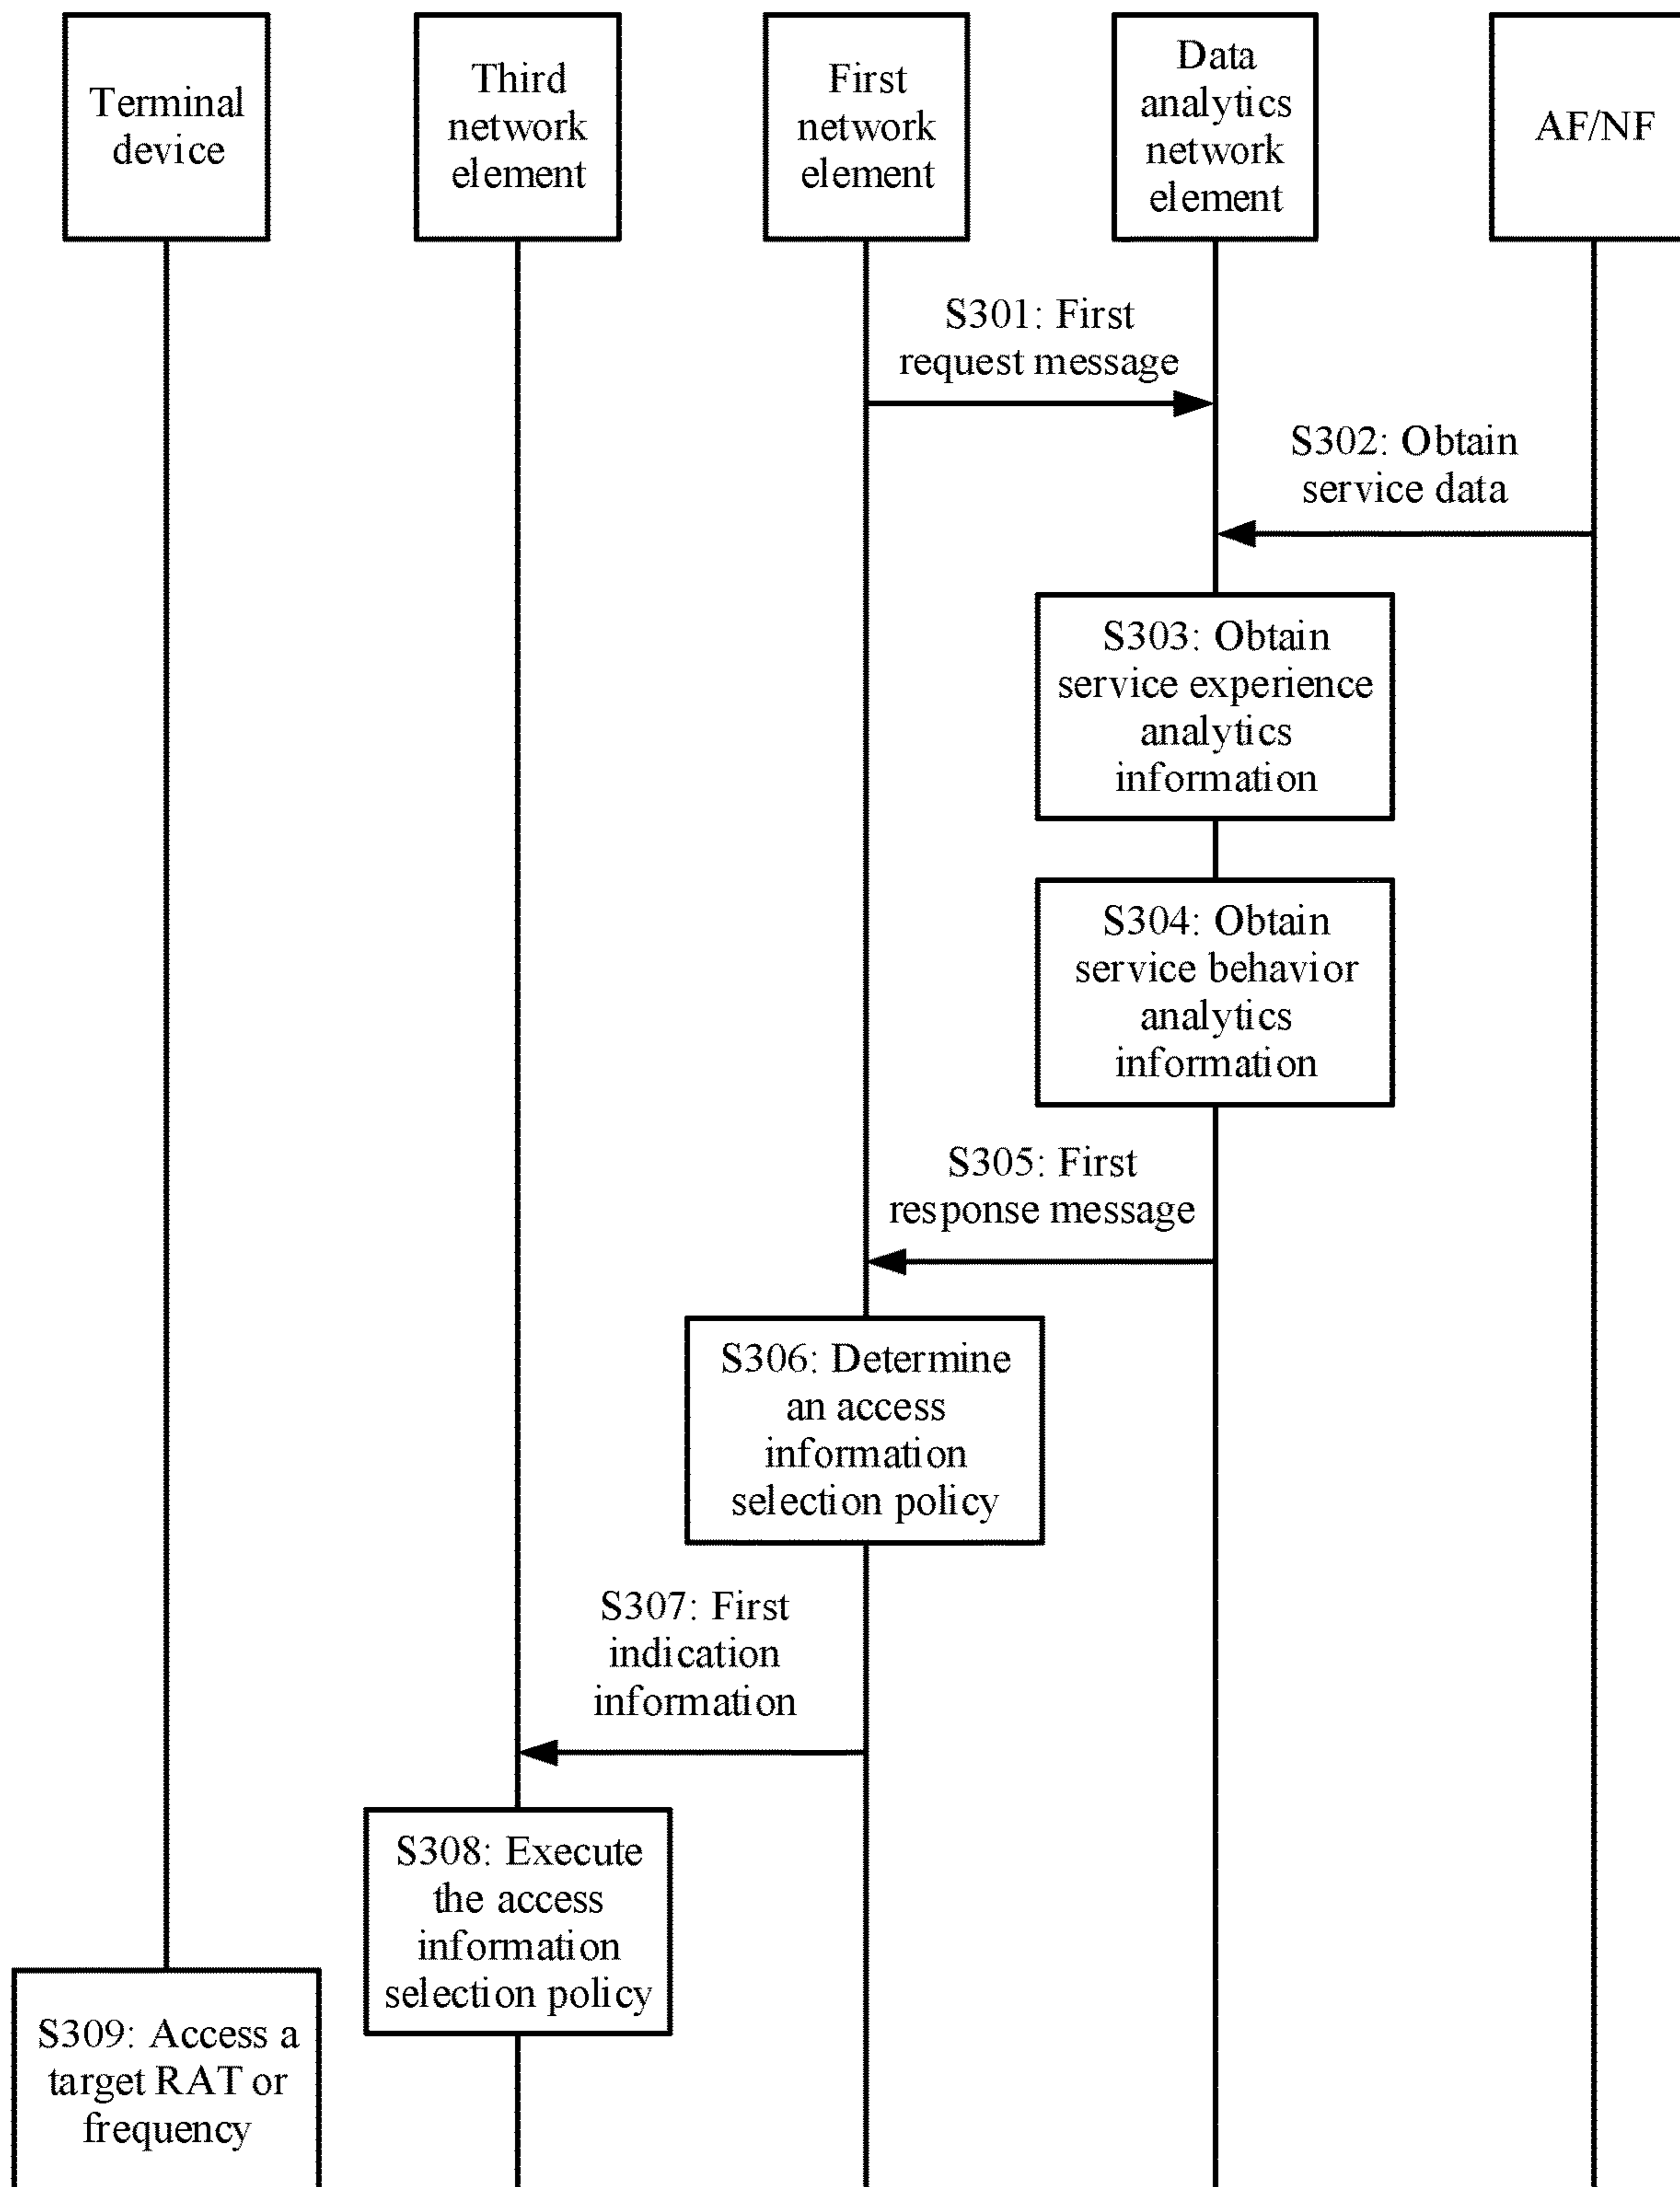 Terminal
device
Third
network
element
First
network
element
Data
analytics
network
element
AF/NF
S301: First
request message
S302: Obtain
service data
S303: Obtain
service experience
analytics
information
S304: Obtain
service behavior
analytics
information
S305: First
response message
S306: Determine
an access
information
selection policy
S307: First
indication
information
S308: Execute
the access
information
selection policy
S309: Access a
target RAT or
frequency